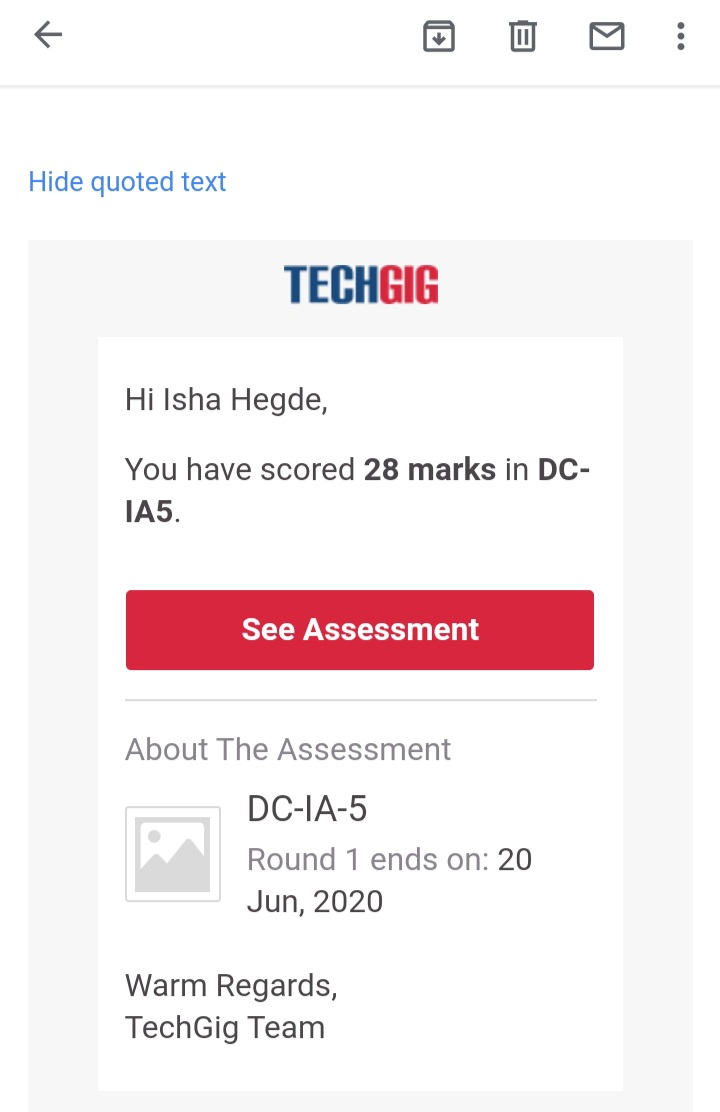 Hide quoted text
TECHGIG
Hi Isha Hegde,
You have scored 28 marks in DC-
IA5.
See Assessment
About The Assessment
DC-IA-5
Round 1 ends on: 20
Jun, 2020
Warm Regards,
TechGig Team